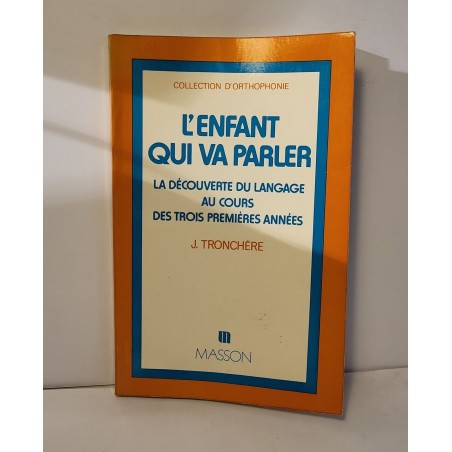 COLLECTION D'ORTHOPHONIE
L'ENFANT
QUI VA PARLER
LA DÉCOUVERTE DU LANGAGE
AU COURS
DES TROIS PREMIÈRES ANNÉES
J. TRONCHÈRE
m
MASSON